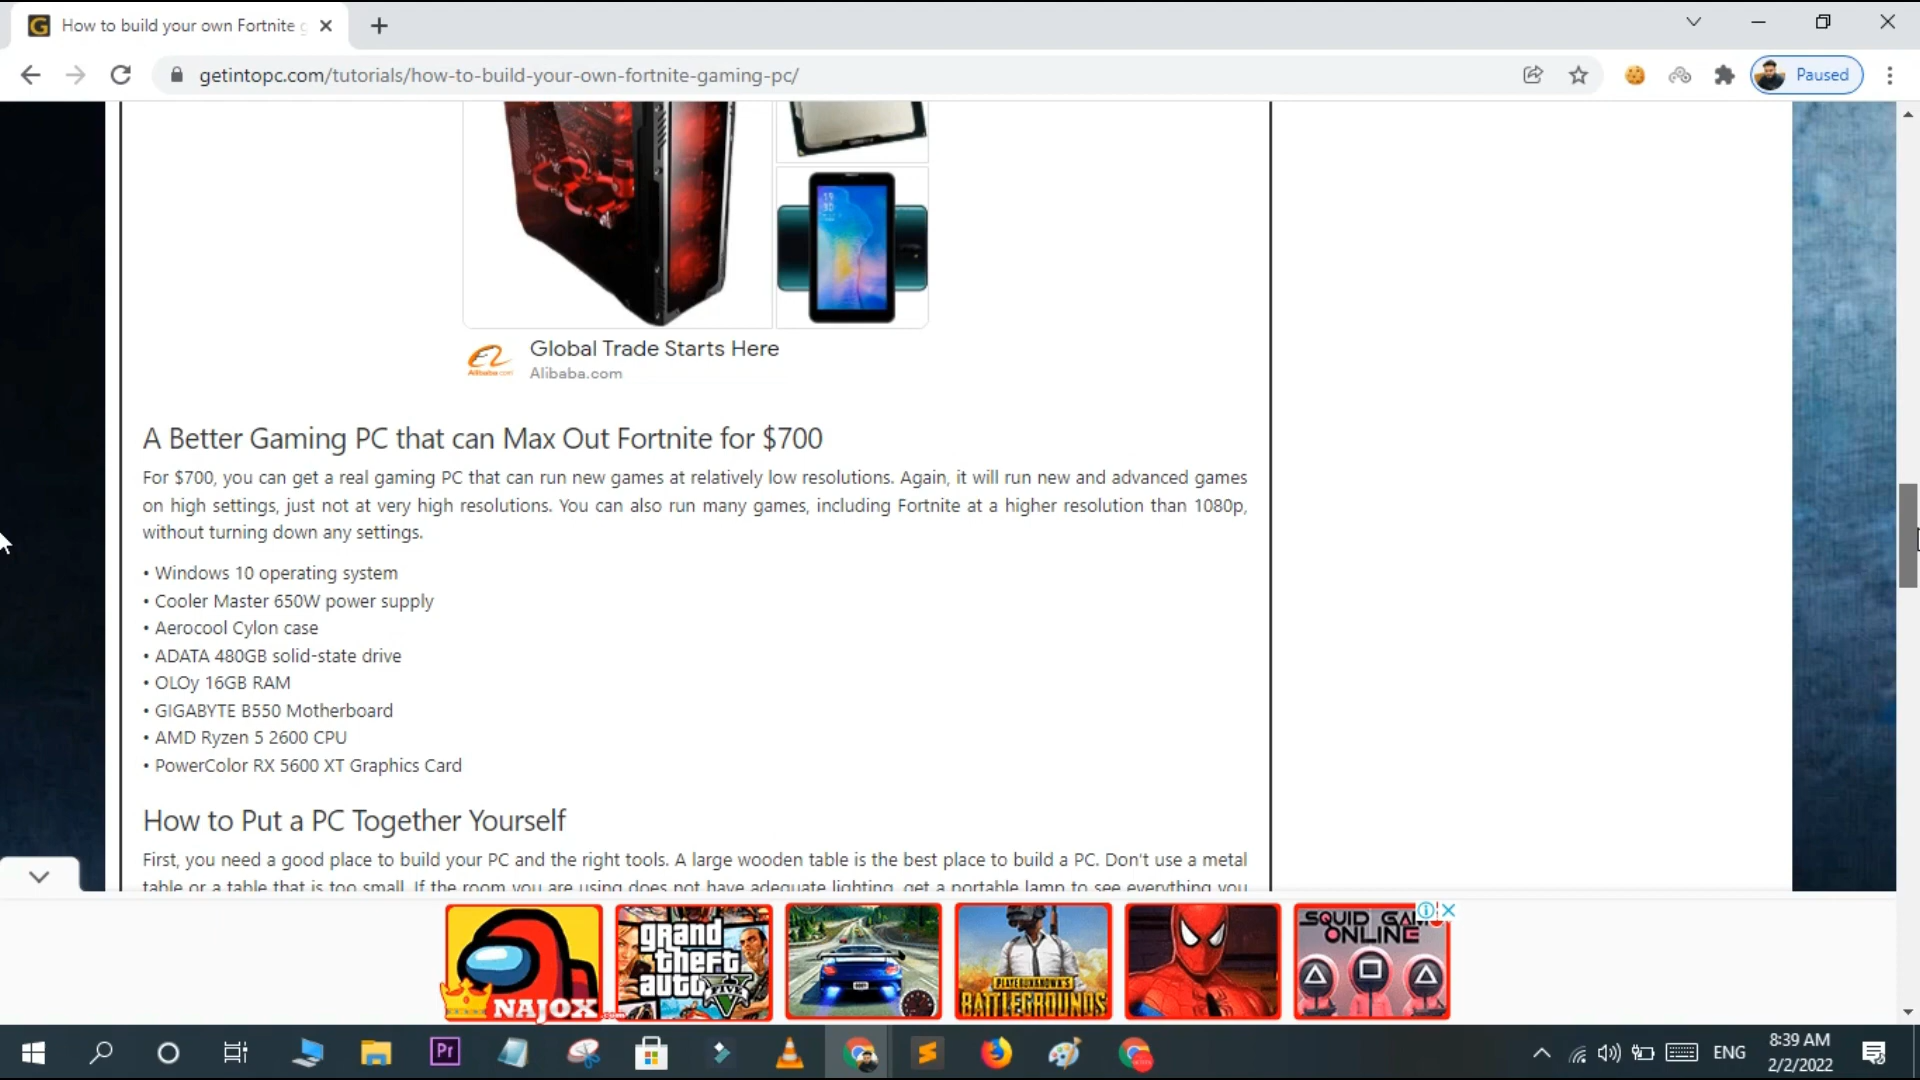 How to build your own Fortnite g
getintopc.com/tutorials/how-to-build-your-own-fortnite-gaming-pc/
Paused
Global Trade Starts Here
Alibaba.com
Alibaba.com
A Better Gaming PC that can Max Out Fortnite for $700
For $700, you can get a real gaming PC that can run new games at relatively low resolutions. Again, it will run new and advanced games
on high settings, just not at very high resolutions. You can also run many games, including Fortnite at a higher resolution than 1080p,
without turning down any settings.
• Windows 10 operating system
• Cooler Master 650W power supply
• Aerocool Cylon case
• ADATA 480GB solid-state drive
• OLOy 16GB RAM
• GIGABYTE B550 Motherboard
• AMD Ryzen 5 2600 CPU
• PowerColor RX 5600 XT Graphics Card
How to Put a PC Together Yourself
First, you need a good place to build your PC and the right tools. A large wooden table is the best place to build a PC. Don't use a metal
table or a table that is too small. If the room you are using does not have adequate lighting, get a portable lamp to see everything you
NAJOX.com
grand
theft
auto
FIVE
PLAYERUNKNOWN'S
BATTLEGROUNDS
SQUID GAM
ONLINE
Pr
ENG
8:39 AM
2/2/2022